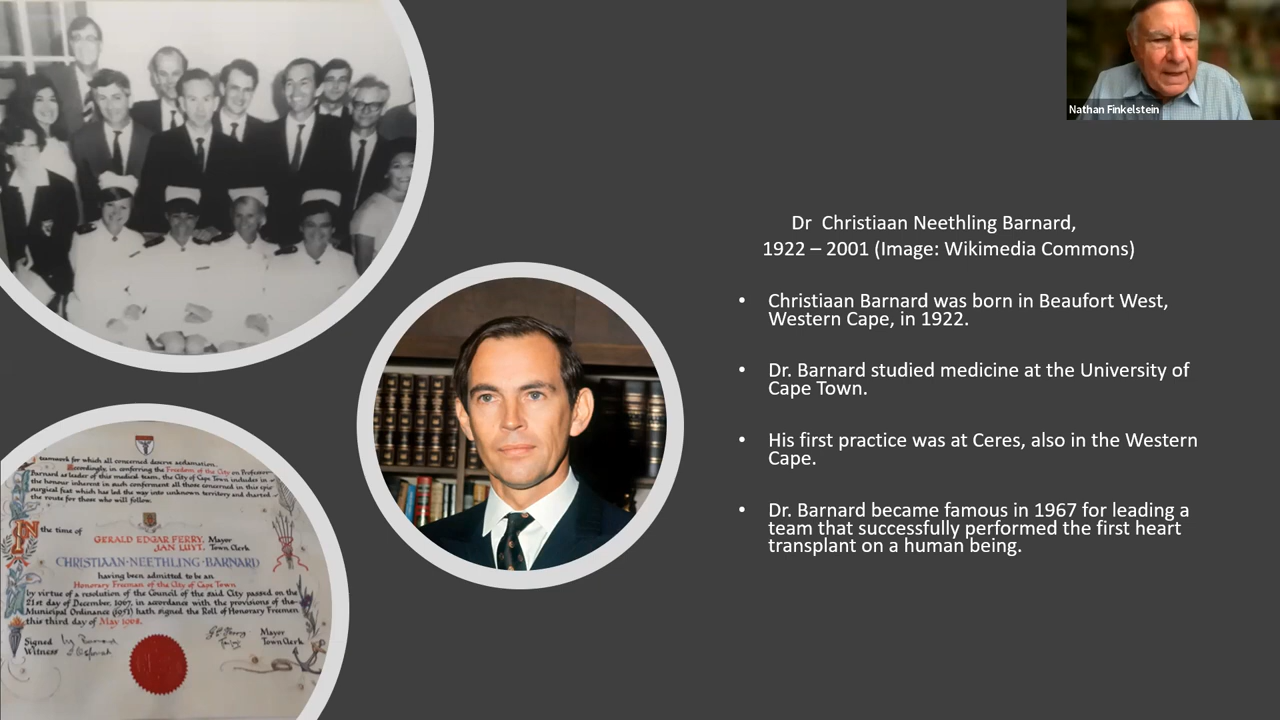 Nathan Finkelstein
Dr Christiaan Neethling Barnard,
1922 – 2001 (Image: Wikimedia Commons)
• Christiaan Barnard was born in Beaufort West,
Western Cape, in 1922.
• Dr. Barnard studied medicine at the University of
Cape Town.
• His first practice was at Ceres, also in the Western
Cape.
• Dr. Barnard became famous in 1967 for leading a
team that successfully performed the first heart
transplant on a human being.
teamwork for which all concerned deserve acclamation.
Accordingly, in conferring the Freedom of the City on Professor
Barnard as leader of this medical team, the City of Cape Town includes in
the honour inherent in such conferment all those concerned in this epic
surgical feat which has led the way into unknown territory and charted
the route for those who will follow.
IN the time of
GERALD EDGAR FERRY, Mayor
JAN LUYT, Town Clerk
CHRISTIAAN·NEETHLING·BARNARD
having been admitted to be an
Honorary Freeman of the City of Cape Town
by virtue of a resolution of the Council of the said City passed on the
21st day of December, 1967, in accordance with the provisions of the
Municipal Ordinance (1951) hath signed the Roll of Honorary Freemen
this third day of May 1968.
Signed Mayor
Witness Town Clerk